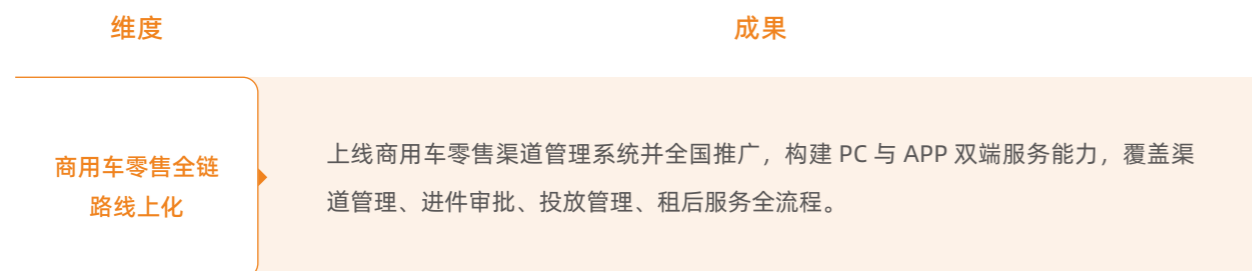 维度
成果
商用车零售全链
路线上化
上线商用车零售渠道管理系统并全国推广，构建 PC 与 APP 双端服务能力，覆盖渠
道管理、进件审批、投放管理、租后服务全流程。